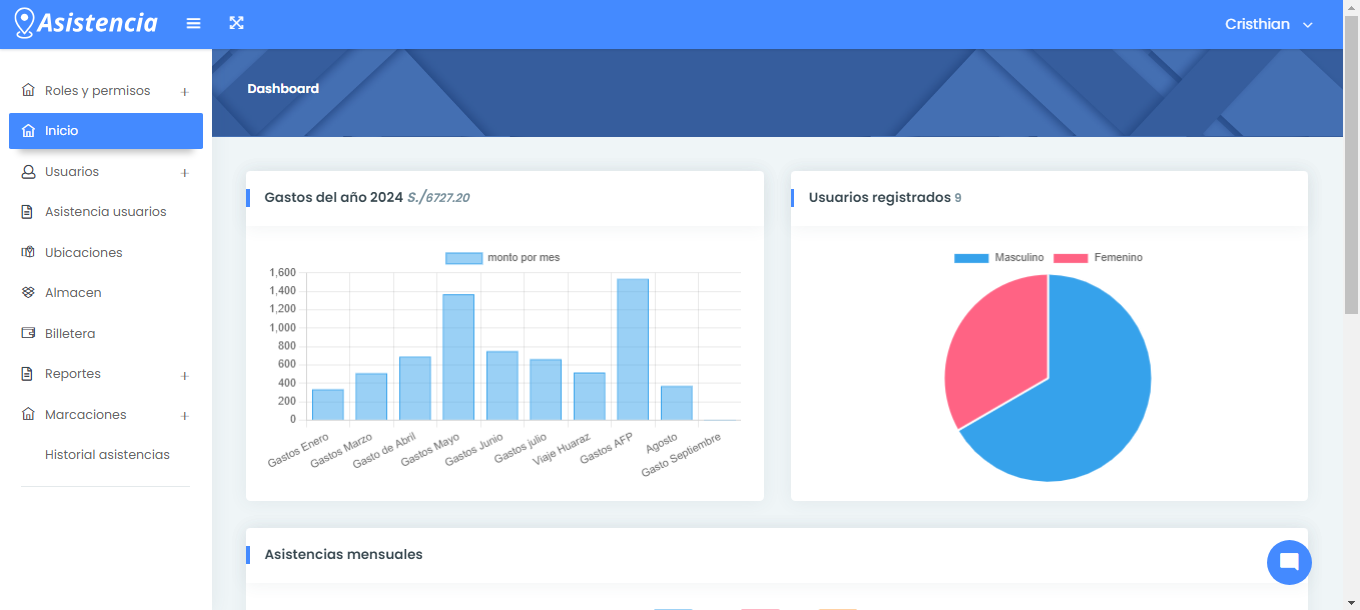 Asistencia
Cristhian
Roles y permisos +
Inicio
Usuarios +
Asistencia usuarios
Ubicaciones
Almacen
Billetera
Reportes +
Marcaciones +
Historial asistencias
Dashboard
Gastos del año 2024 S./6727.20
monto por mes
1,600
1,400
1,200
1,000
800
600
400
200
0
Gastos Enero
Gastos Marzo
Gasto de Abril
Gastos Mayo
Gastos Junio
Gastos julio
Viaje Huaraz
Gastos AFP
Agosto
Gasto Septiembre
Usuarios registrados 9
Masculino Femenino
Asistencias mensuales